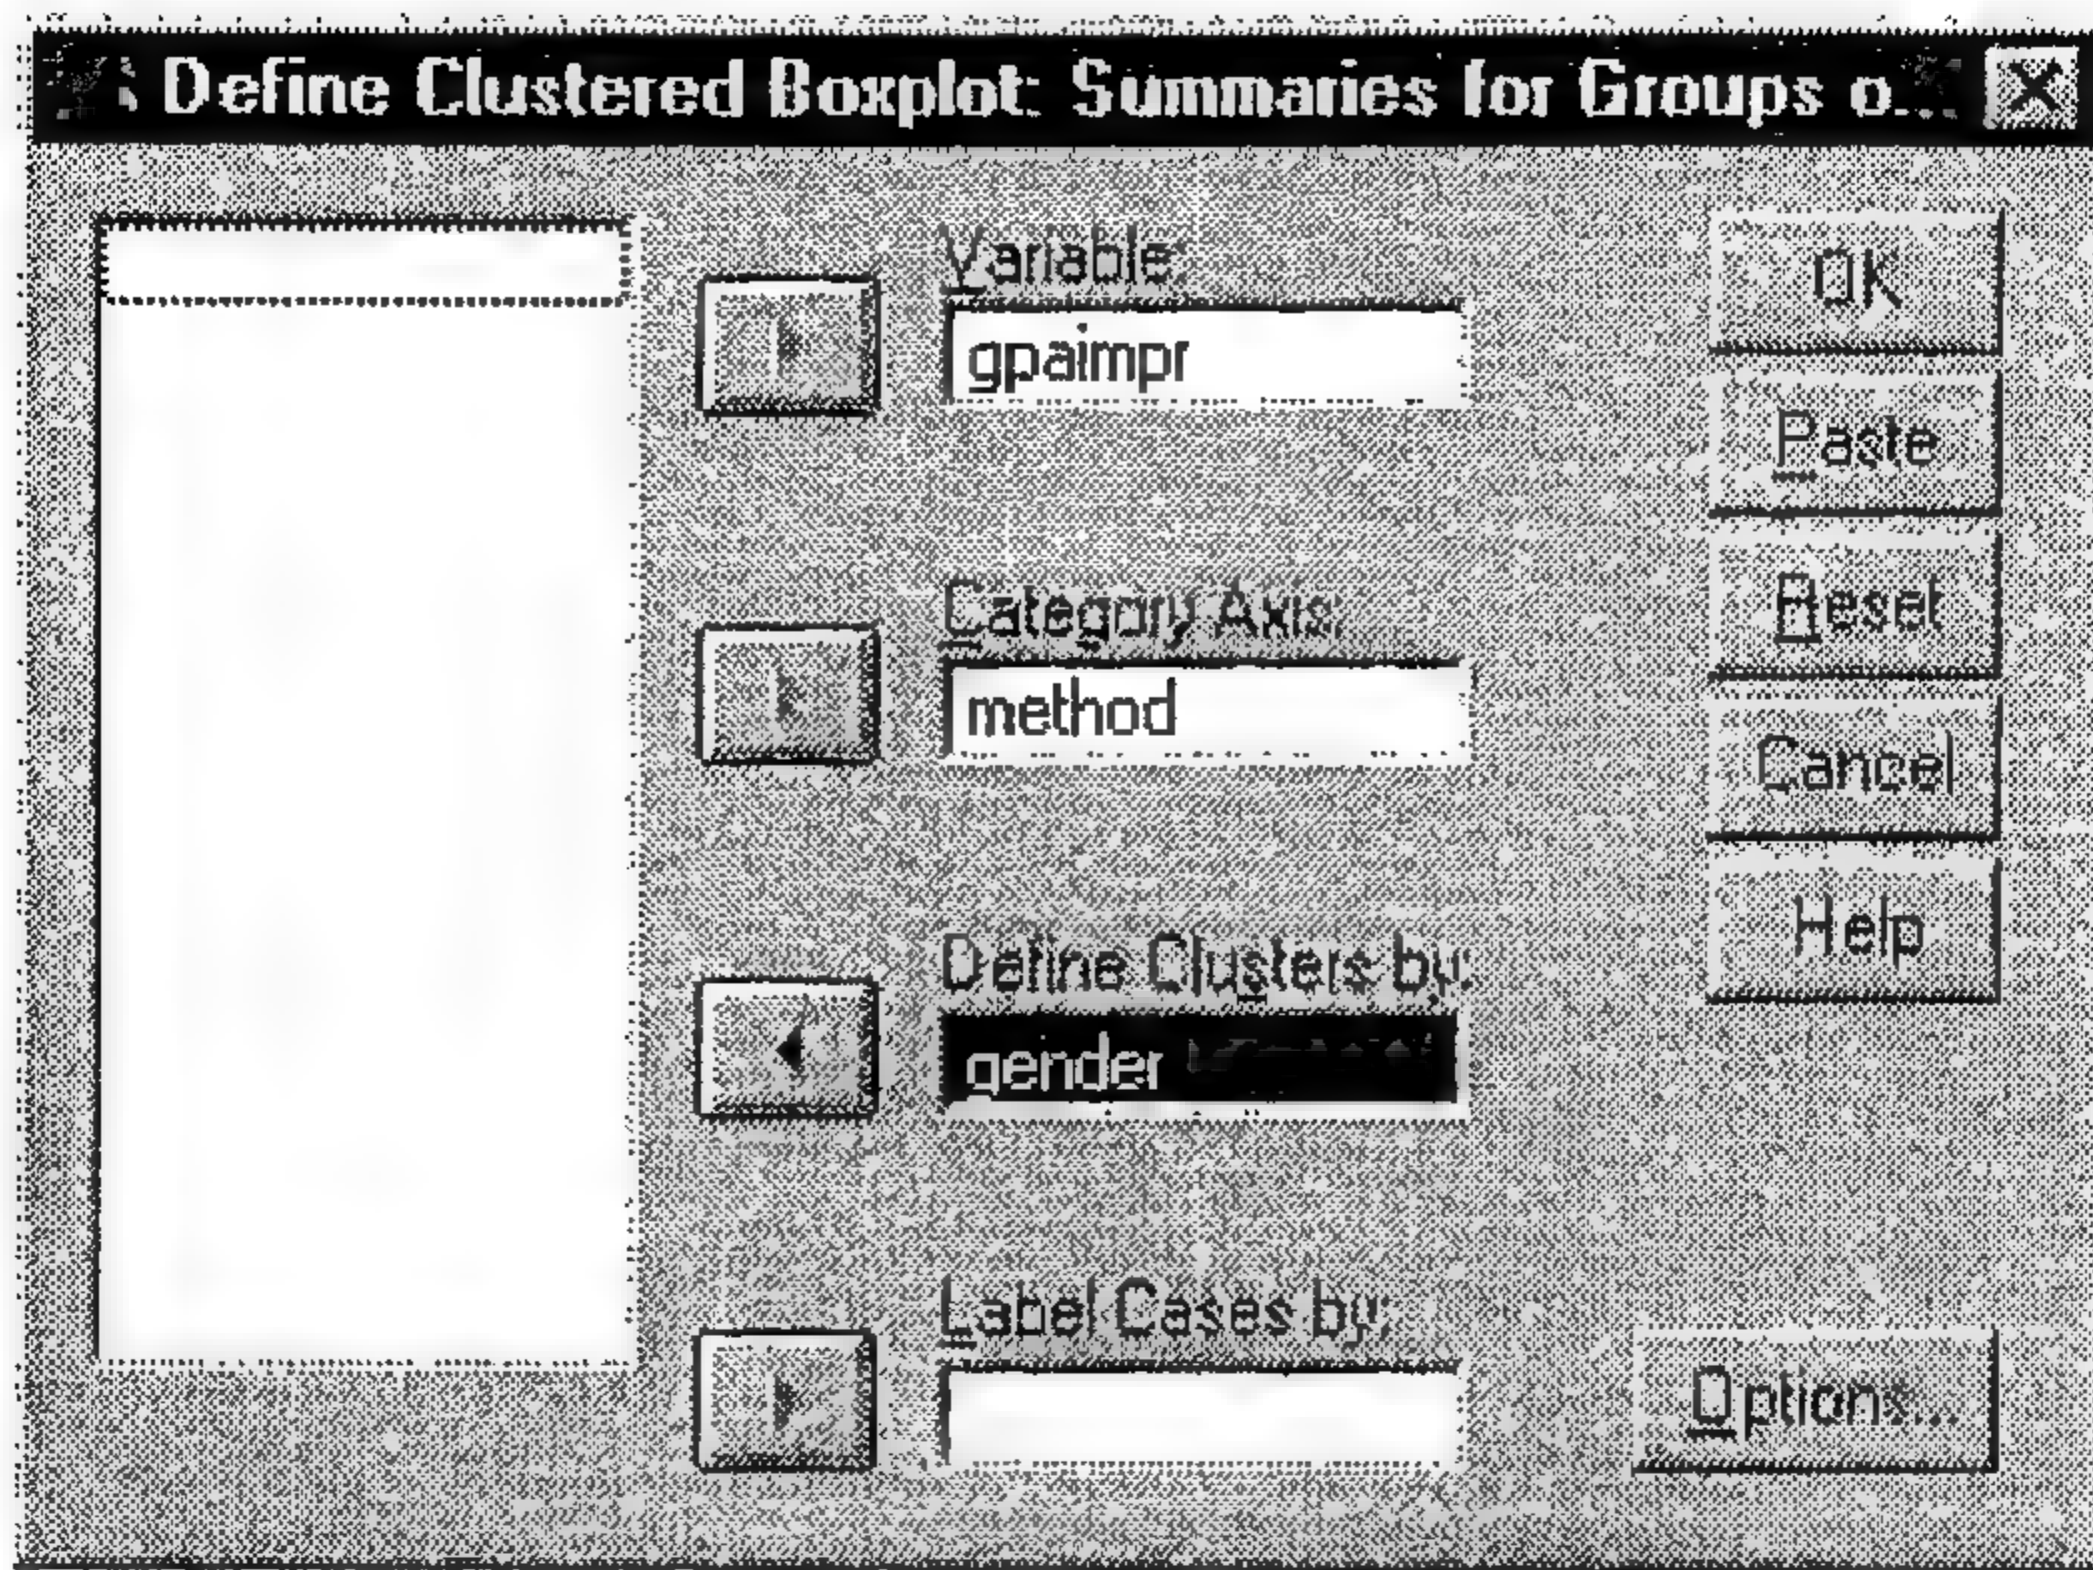 Define Clustered Boxplot: Summaries for Groups o...
Variable:
gpaimpr
Category Axis:
method
Define Clusters by:
gender
Label Cases by:
OK
Paste
Reset
Cancel
Help
Options...